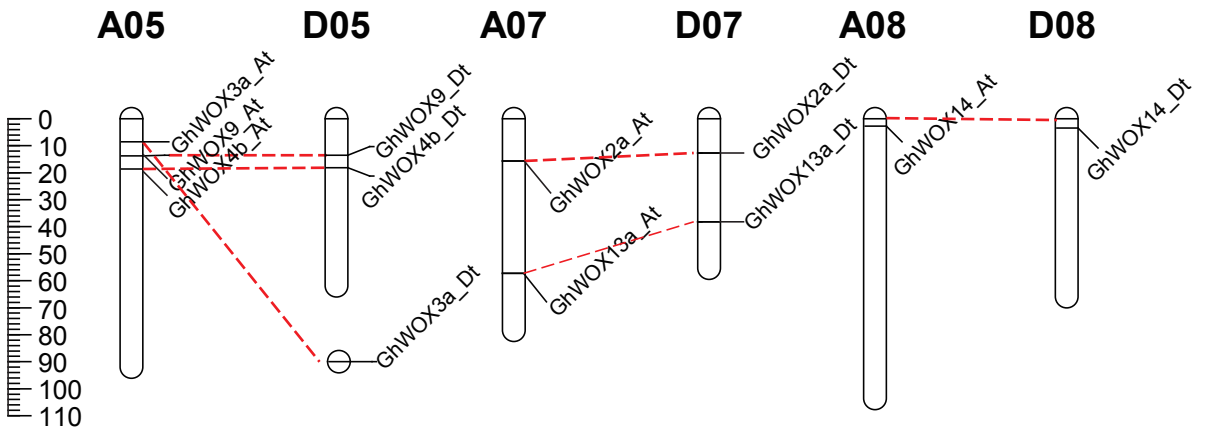 A05 D05 A07 D07 A08 D08
GhWOX3a_At
GhWOX9_At
GhWOX4b_At
GhWOX9_Dt
GhWOX4b_Dt
GhWOX3a_Dt
GhWOX2a_At
GhWOX13a_At
GhWOX2a_Dt
GhWOX13a_Dt
GhWOX14_At
GhWOX14_Dt
0
10
20
30
40
50
60
70
80
90
100
110